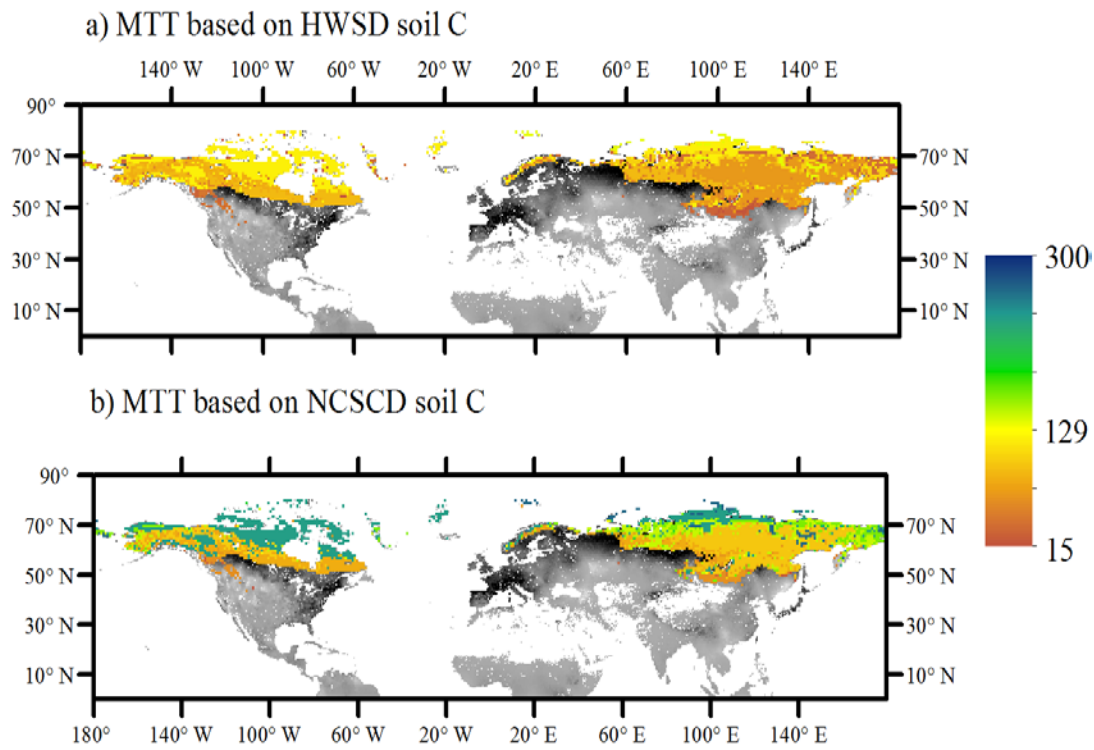 a) MTT based on HWSD soil C
140° W 100° W 60° W 20° W 20° E 60° E 100° E 140° E
90°
70° N 70° N
50° N 50° N
30° N 30° N
10° N 10° N
300
129
15
b) MTT based on NCSCD soil C
90°
70° N 70° N
50° N 50° N
30° N 30° N
10° N 10° N
180° 140° W 100° W 60° W 20° W 20° E 60° E 100° E 140° E